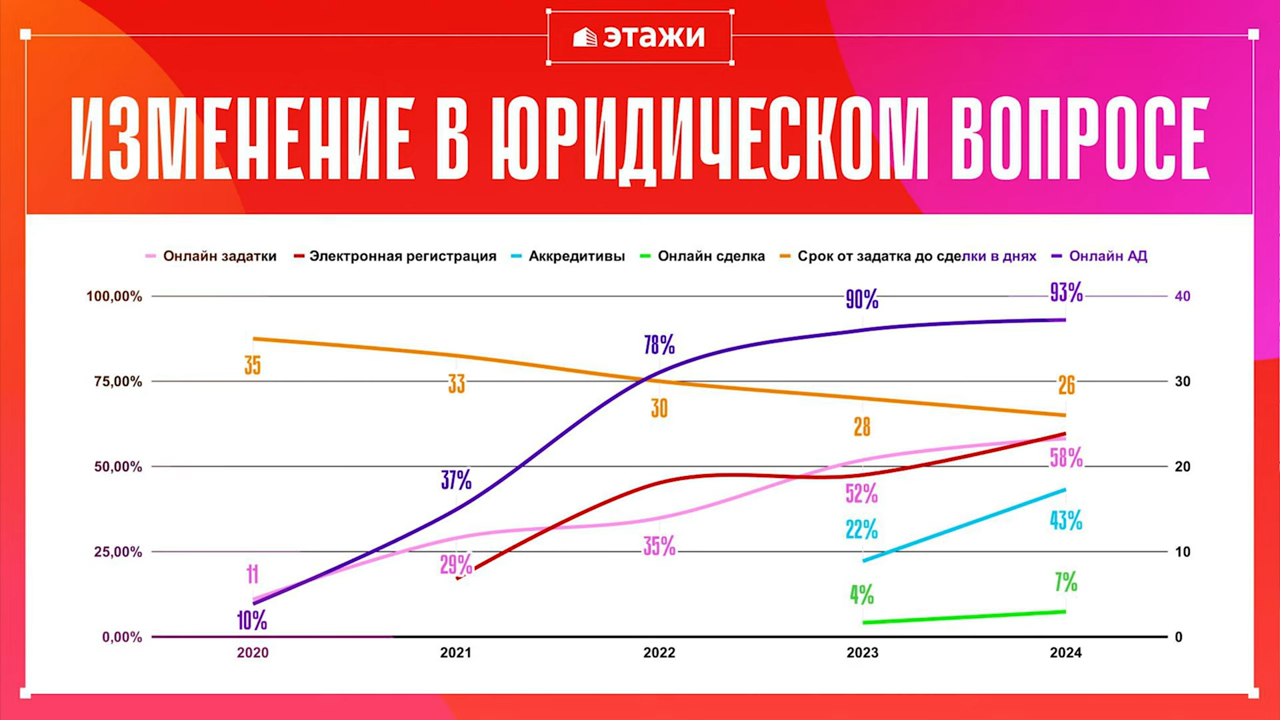 этажи
ИЗМЕНЕНИЕ В ЮРИДИЧЕСКОМ ВОПРОСЕ
Онлайн задатки Электронная регистрация Аккредитивы Онлайн сделка Срок от задатка до сделки в днях Онлайн АД
100,00% 90% 93% 40
78%
35
75,00% 33 26 30
30
28
37%
50,00% 58% 20
52%
22% 43%
35%
25,00% 29% 10
11
4% 7%
10%
0,00% 0
2020 2021 2022 2023 2024